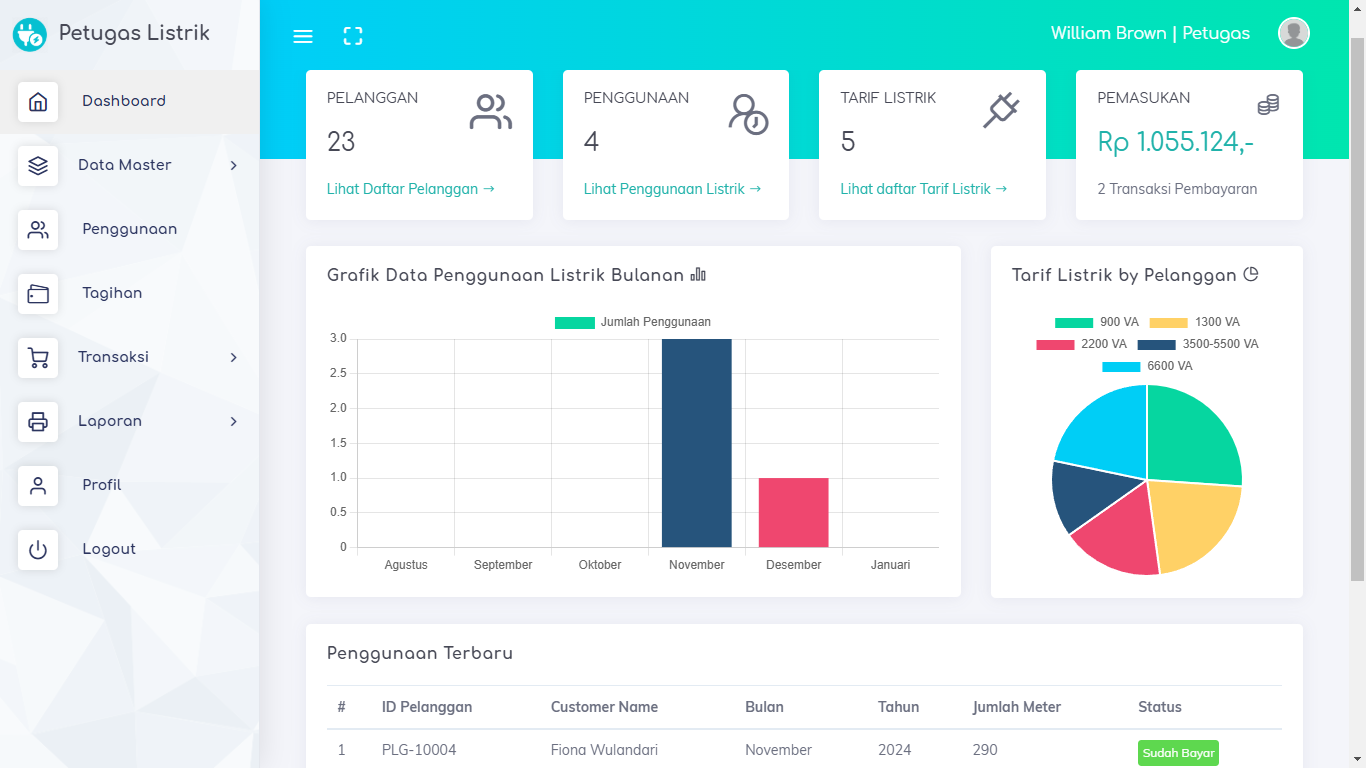 Petugas Listrik
William Brown | Petugas
Dashboard
Data Master
Penggunaan
Tagihan
Transaksi
Laporan
Profil
Logout
PELANGGAN
23
Lihat Daftar Pelanggan →
PENGGUNAAN
4
Lihat Penggunaan Listrik →
TARIF LISTRIK
5
Lihat daftar Tarif Listrik →
PEMASUKAN
Rp 1.055.124,-
2 Transaksi Pembayaran
Grafik Data Penggunaan Listrik Bulanan
Jumlah Penggunaan
3.0
2.5
2.0
1.5
1.0
0.5
0
Agustus September Oktober November Desember Januari
Tarif Listrik by Pelanggan
900 VA 1300 VA
2200 VA 3500-5500 VA
6600 VA
Penggunaan Terbaru
# ID Pelanggan Customer Name Bulan Tahun Jumlah Meter Status
1 PLG-10004 Fiona Wulandari November 2024 290 Sudah Bayar